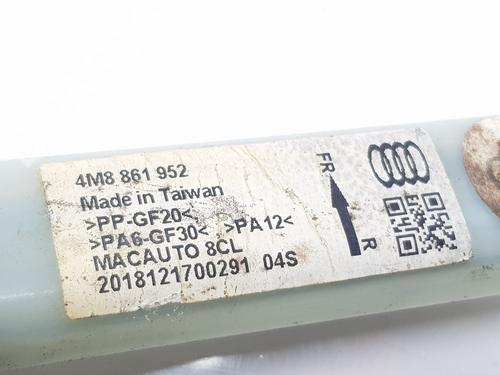 4M8 861 952
Made in Taiwan
>PP-GF20<
>PA6-GF30< >PA12<
MACAUTO 8CL
2018121700291 04S
FR
R